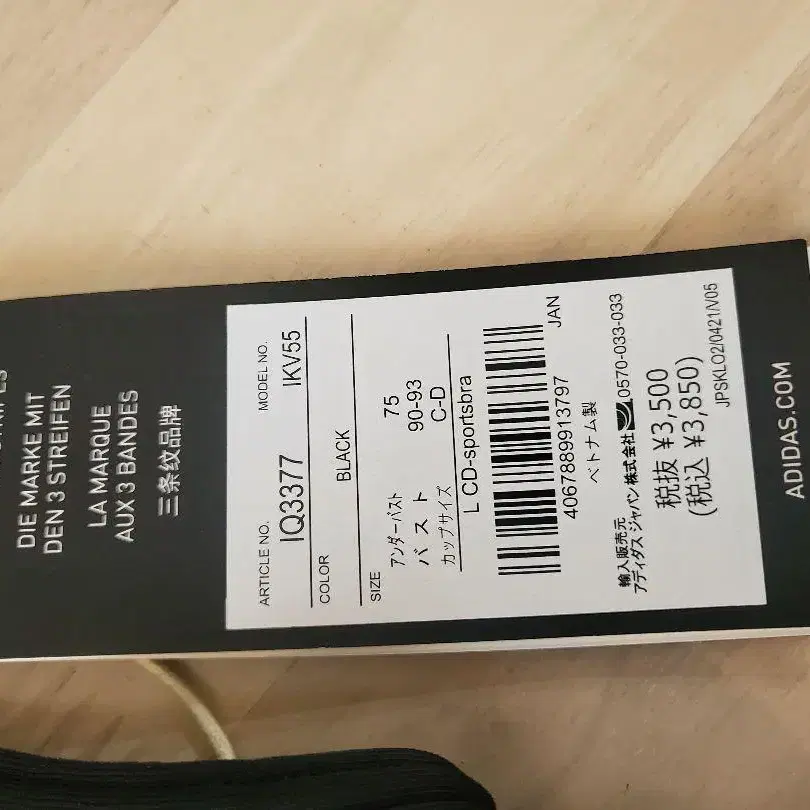 DIE MARKE MIT
DEN 3 STREIFEN
LA MARQUE
AUX 3 BANDES
三条纹品牌
ARTICLE NO. MODEL NO.
IQ3377 IKV55
COLOR
BLACK
SIZE
アンダーバスト 75
バスト 90-93
カップサイズ C-D
L CD-sportsbra
JAN
4067889913797
ベトナム製
輸入販売元
アディダス ジャパン株式会社 0570-033-033
税抜 ¥3,500
(税込 ¥3,850)
JPSKLO2/0421/V05
ADIDAS.COM